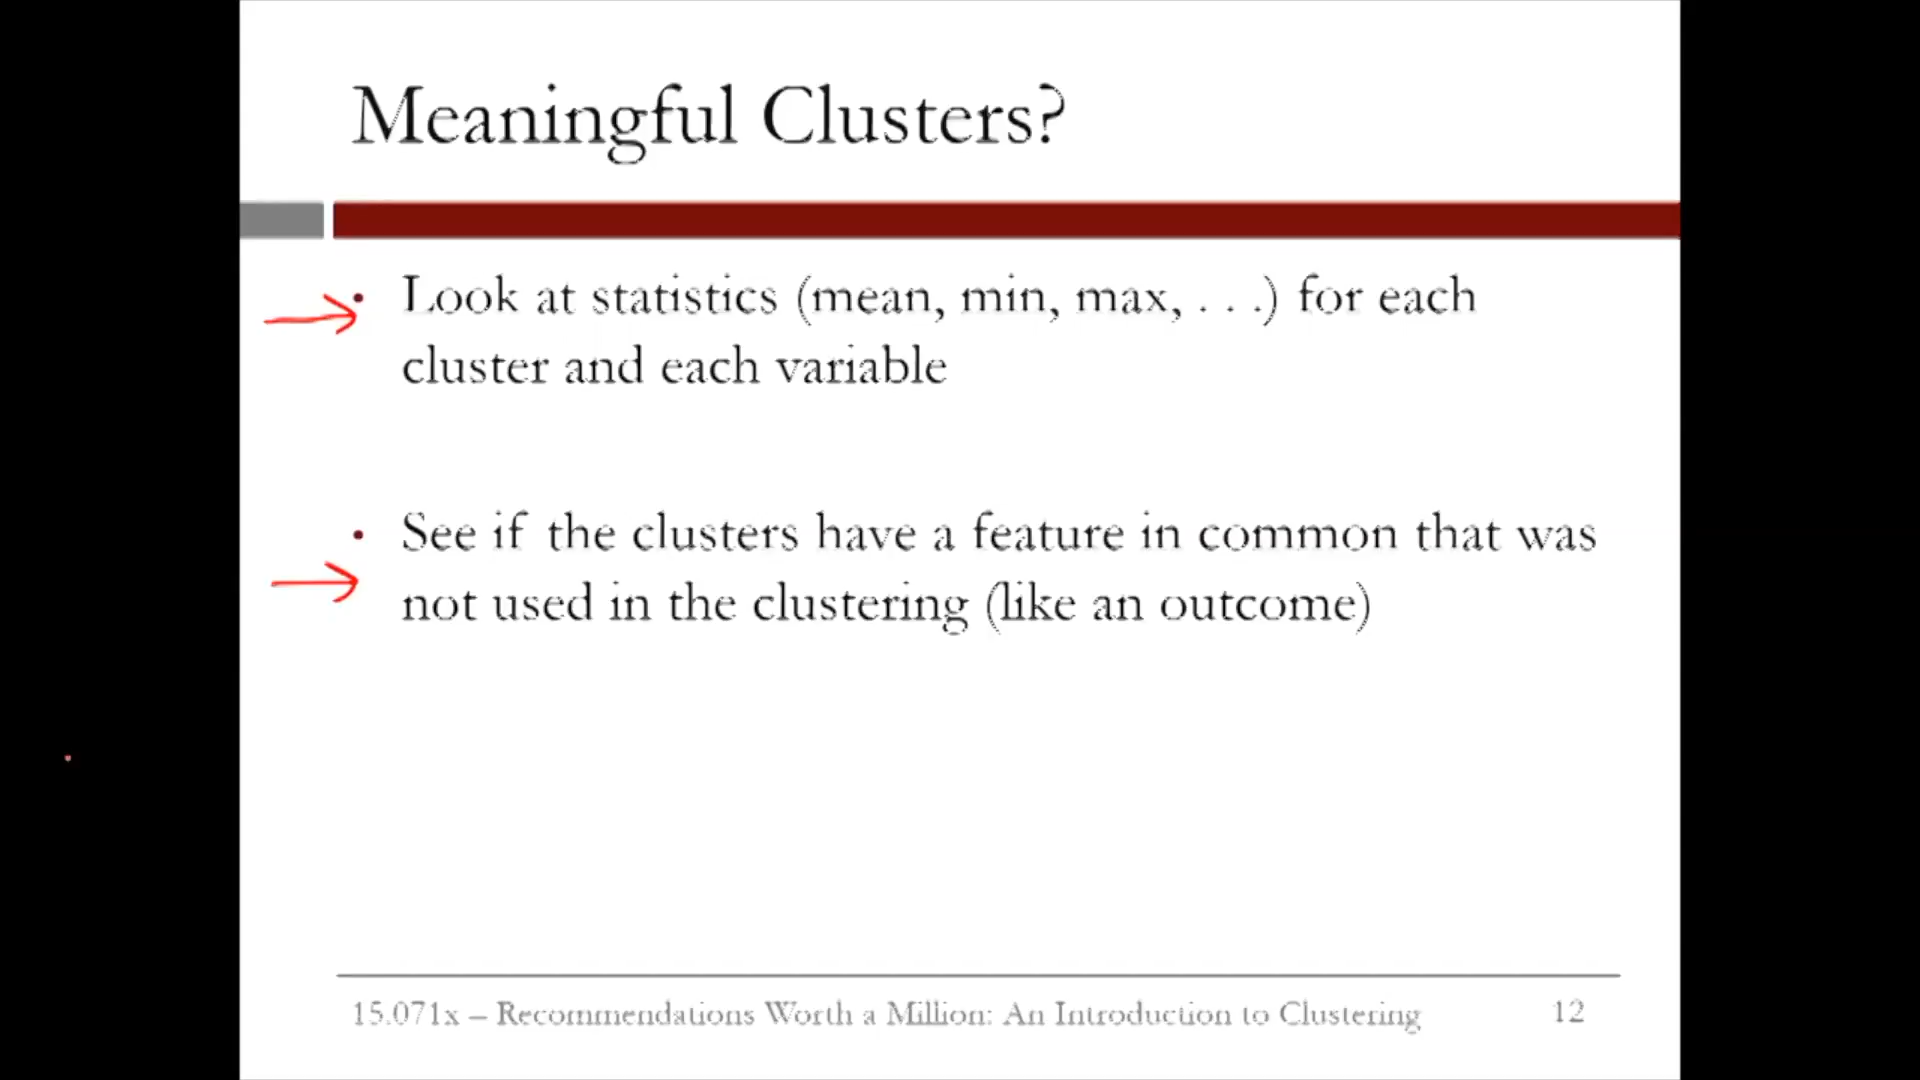 Meaningful Clusters?
• Look at statistics (mean, min, max, . . .) for each
cluster and each variable
• See if the clusters have a feature in common that was
not used in the clustering (like an outcome)
15.071x – Recommendations Worth a Million: An Introduction to Clustering 12